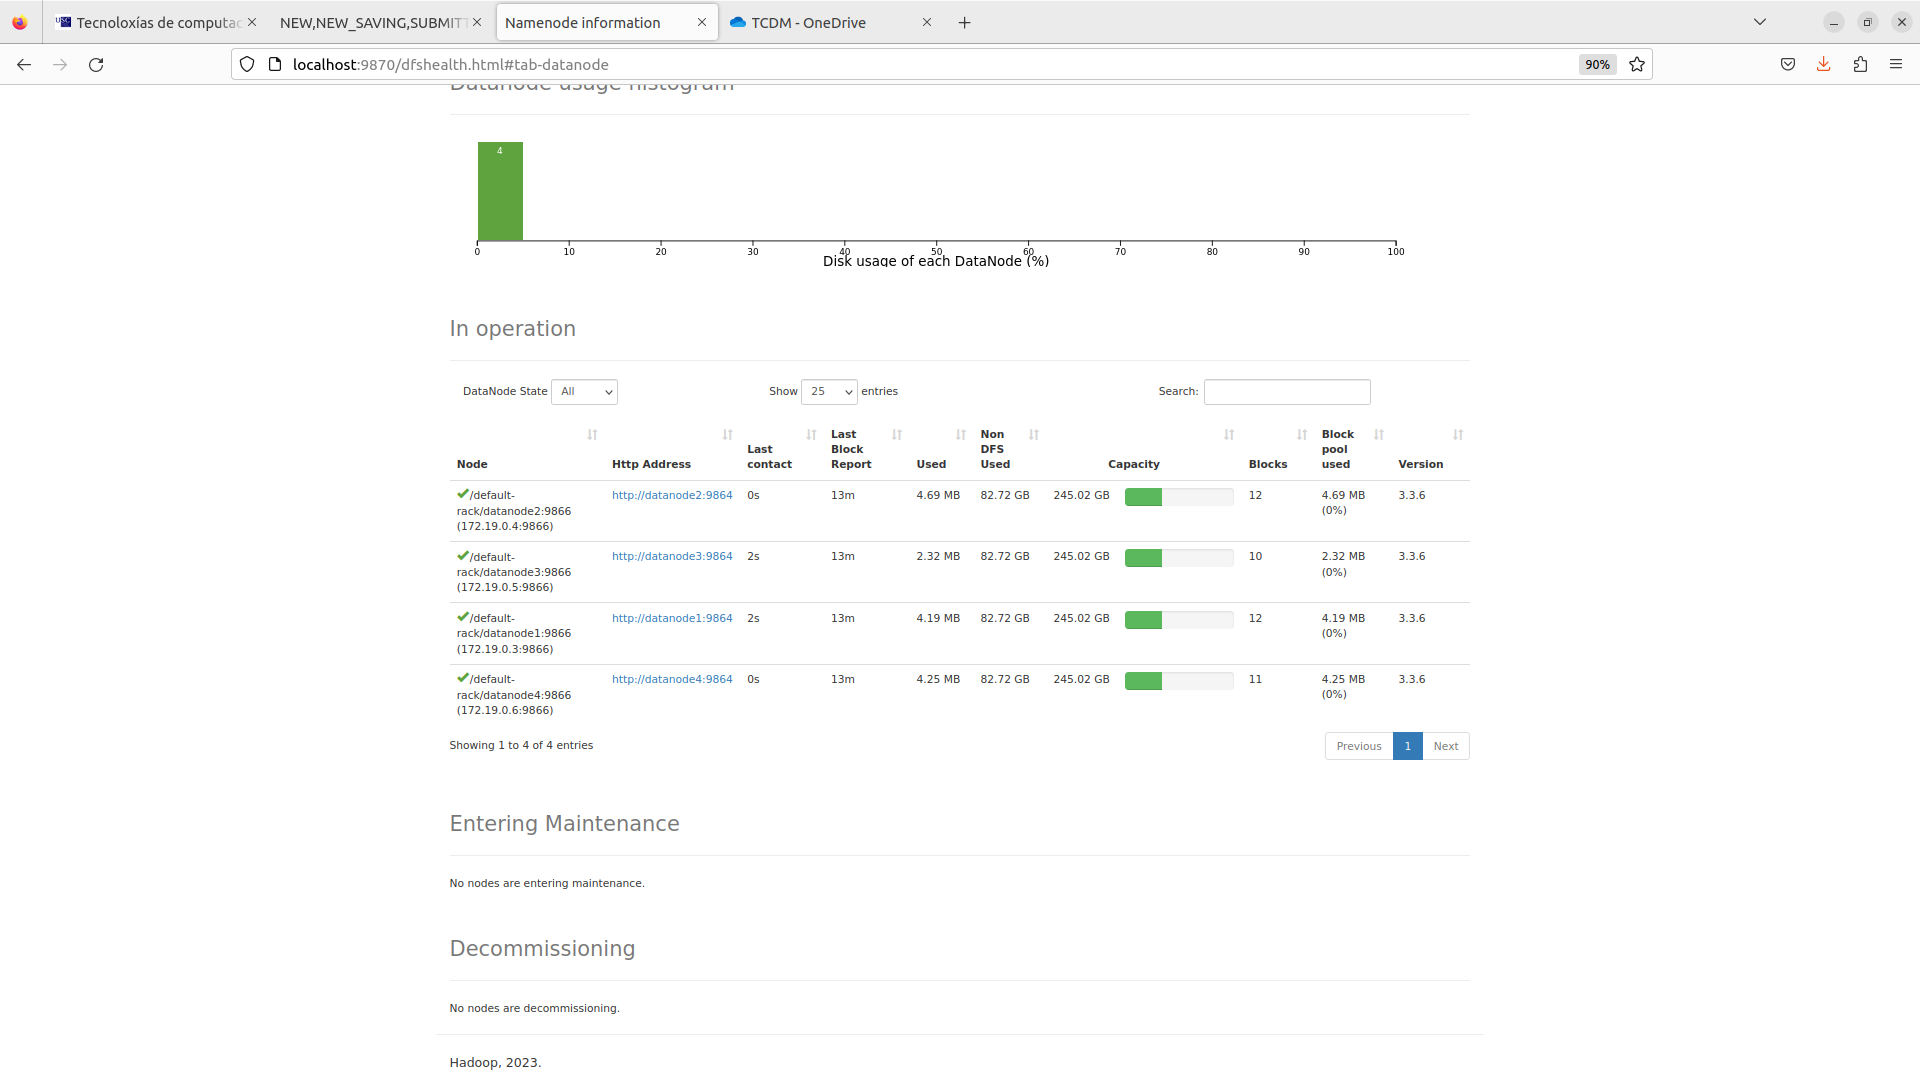 Tecnoloxías de computac
NEW,NEW_SAVING,SUBMITT
Namenode information
TCDM - OneDrive
localhost:9870/dfshealth.html#tab-datanode
90%
Datanode usage histogram
4
0 10 20 30 40 50 60 70 80 90 100
Disk usage of each DataNode (%)
In operation
DataNode State All
Show 25 entries
Search:
Node Http Address Last contact Last Block Report Used Non DFS Used Capacity Blocks Block pool used Version
/default-rack/datanode2:9866 (172.19.0.4:9866) http://datanode2:9864 0s 13m 4.69 MB 82.72 GB 245.02 GB 12 4.69 MB (0%) 3.3.6
/default-rack/datanode3:9866 (172.19.0.5:9866) http://datanode3:9864 2s 13m 2.32 MB 82.72 GB 245.02 GB 10 2.32 MB (0%) 3.3.6
/default-rack/datanode1:9866 (172.19.0.3:9866) http://datanode1:9864 2s 13m 4.19 MB 82.72 GB 245.02 GB 12 4.19 MB (0%) 3.3.6
/default-rack/datanode4:9866 (172.19.0.6:9866) http://datanode4:9864 0s 13m 4.25 MB 82.72 GB 245.02 GB 11 4.25 MB (0%) 3.3.6
Showing 1 to 4 of 4 entries
Previous 1 Next
Entering Maintenance
No nodes are entering maintenance.
Decommissioning
No nodes are decommissioning.
Hadoop, 2023.